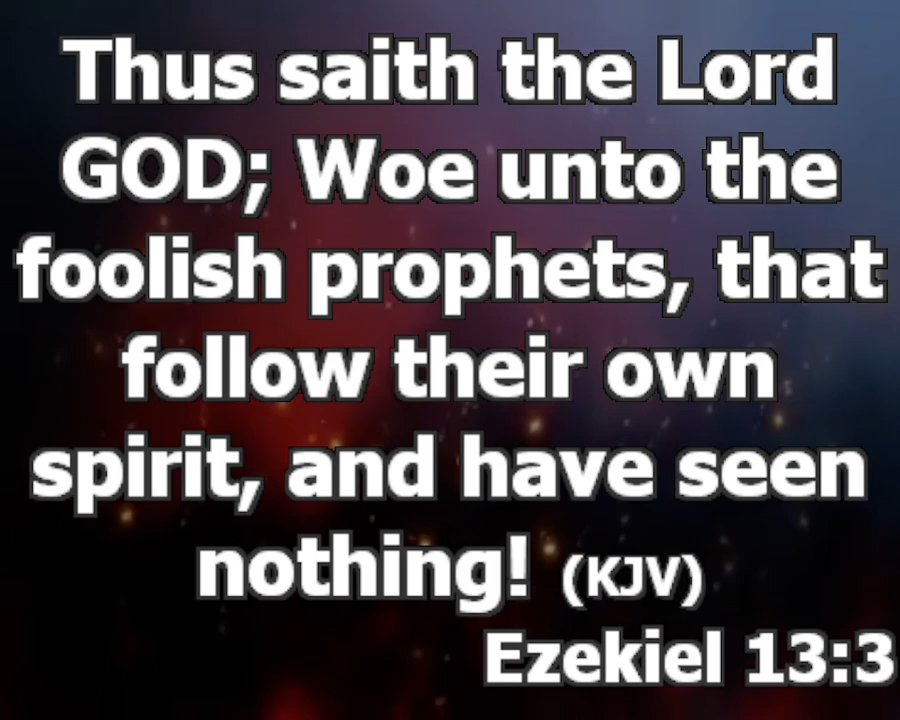 Thus saith the Lord
GOD; Woe unto the
foolish prophets, that
follow their own
spirit, and have seen
nothing! (KJV)
Ezekiel 13:3